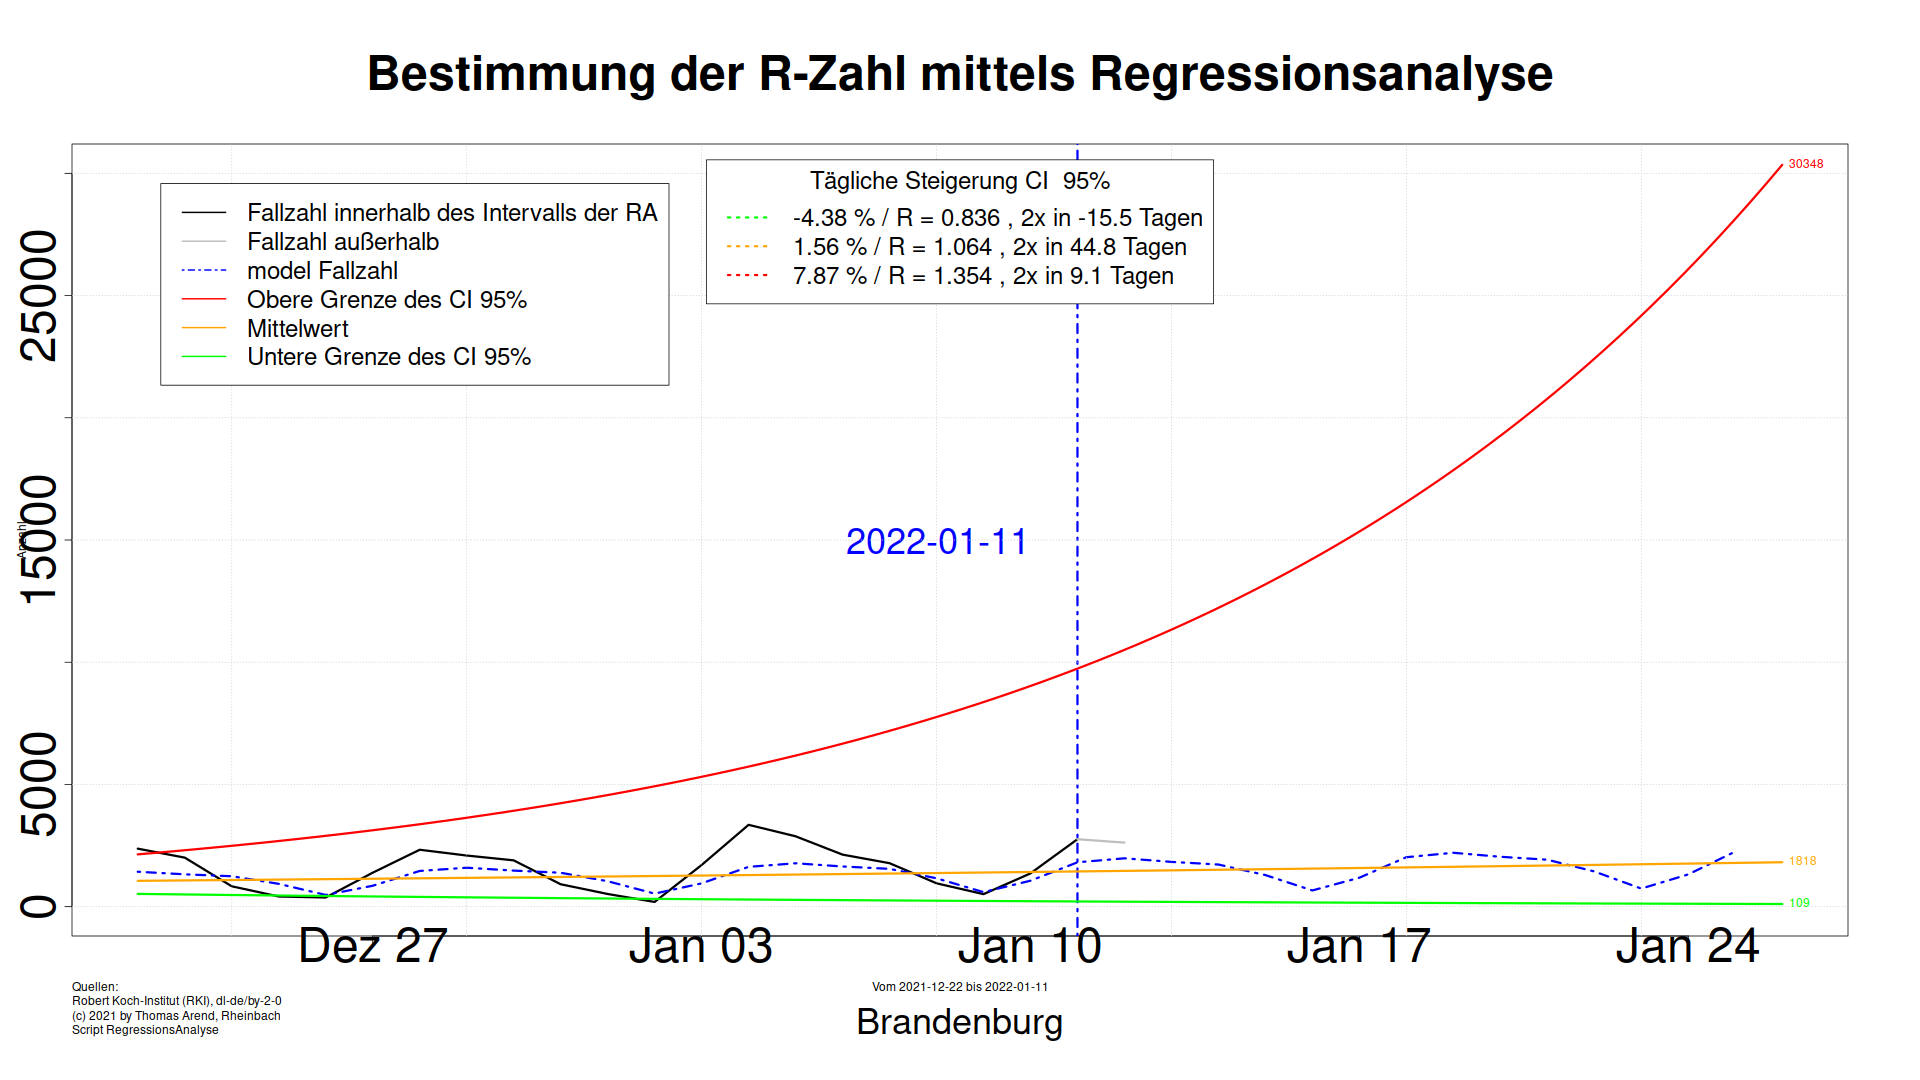 Bestimmung der R-Zahl mittels Regressionsanalyse
Fallzahl innerhalb des Intervalls der RA
Fallzahl außerhalb
model Fallzahl
Obere Grenze des CI 95%
Mittelwert
Untere Grenze des CI 95%
Tägliche Steigerung CI 95%
-4.38 % / R = 0.836 , 2x in -15.5 Tagen
1.56 % / R = 1.064 , 2x in 44.8 Tagen
7.87 % / R = 1.354 , 2x in 9.1 Tagen
30348
25000
2022-01-11
15000
Anzahl
5000
1818
109
0
Dez 27
Jan 03
Jan 10
Jan 17
Jan 24
Quellen:
Robert Koch-Institut (RKI), dl-de/by-2-0
(c) 2021 by Thomas Arend, Rheinbach
Script RegressionsAnalyse
Vom 2021-12-22 bis 2022-01-11
Brandenburg